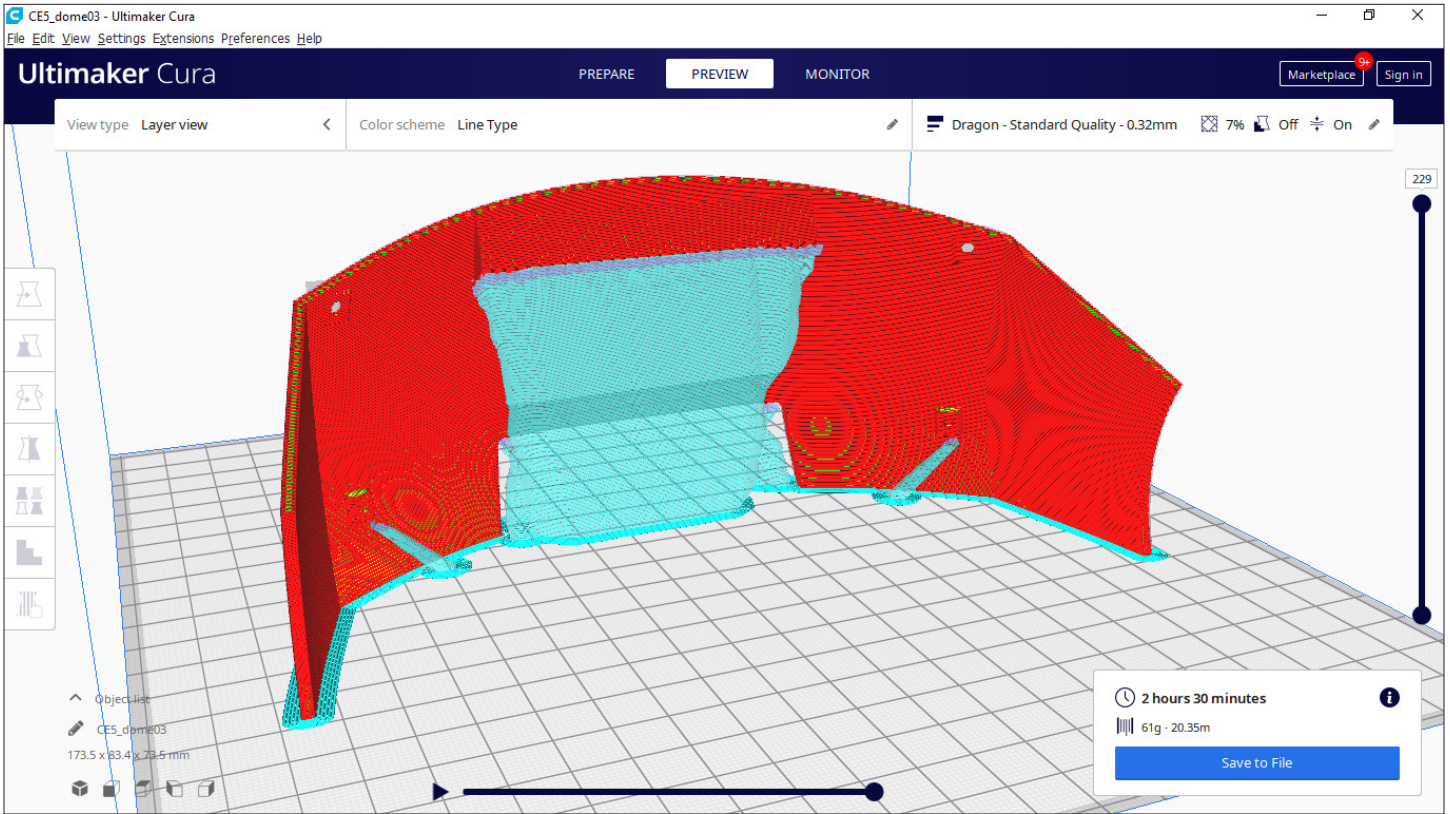 CE5_dome03 - Ultimaker Cura
File Edit View Settings Extensions Preferences Help
Ultimaker Cura
PREPARE PREVIEW MONITOR
9+
Marketplace Sign in
View type Layer view
Color scheme Line Type
Dragon - Standard Quality - 0.32mm 7% Off On
229
Object list
CE5_dome03
173.5 x 83.4 x 73.5 mm
2 hours 30 minutes
61g · 20.35m
Save to File